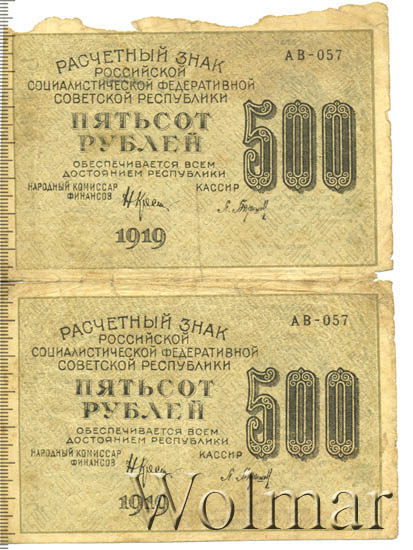 РАСЧЕТНЫЙ ЗНАК
РОССИЙСКОЙ
СОЦИАЛИСТИЧЕСКОЙ ФЕДЕРАТИВНОЙ
СОВЕТСКОЙ РЕСПУБЛИКИ
АВ-057
ПЯТЬСОТ
РУБЛЕЙ
500
ОБЕСПЕЧИВАЕТСЯ ВСЕМ
ДОСТОЯНИЕМ РЕСПУБЛИКИ
НАРОДНЫЙ КОМИССАР
ФИНАНСОВ
КАССИР
1919
РАСЧЕТНЫЙ ЗНАК
РОССИЙСКОЙ
СОЦИАЛИСТИЧЕСКОЙ ФЕДЕРАТИВНОЙ
СОВЕТСКОЙ РЕСПУБЛИКИ
АВ-057
ПЯТЬСОТ
РУБЛЕЙ
500
ОБЕСПЕЧИВАЕТСЯ ВСЕМ
ДОСТОЯНИЕМ РЕСПУБЛИКИ
НАРОДНЫЙ КОМИССАР
ФИНАНСОВ
КАССИР
1919
Wolmar